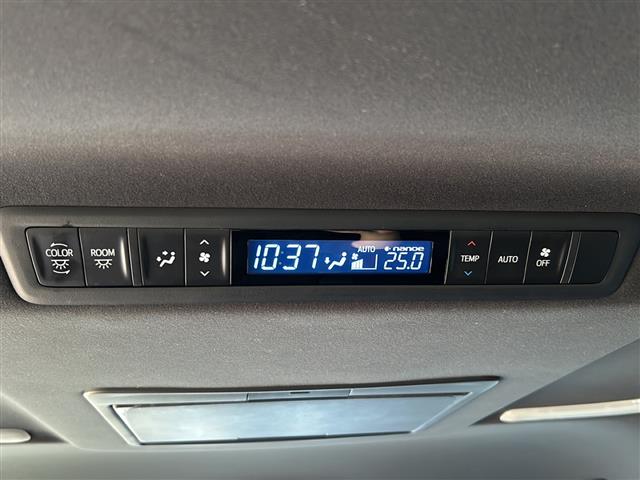 COLOR
ROOM
10:37
AUTO
nanoe
25.0
TEMP
AUTO
OFF